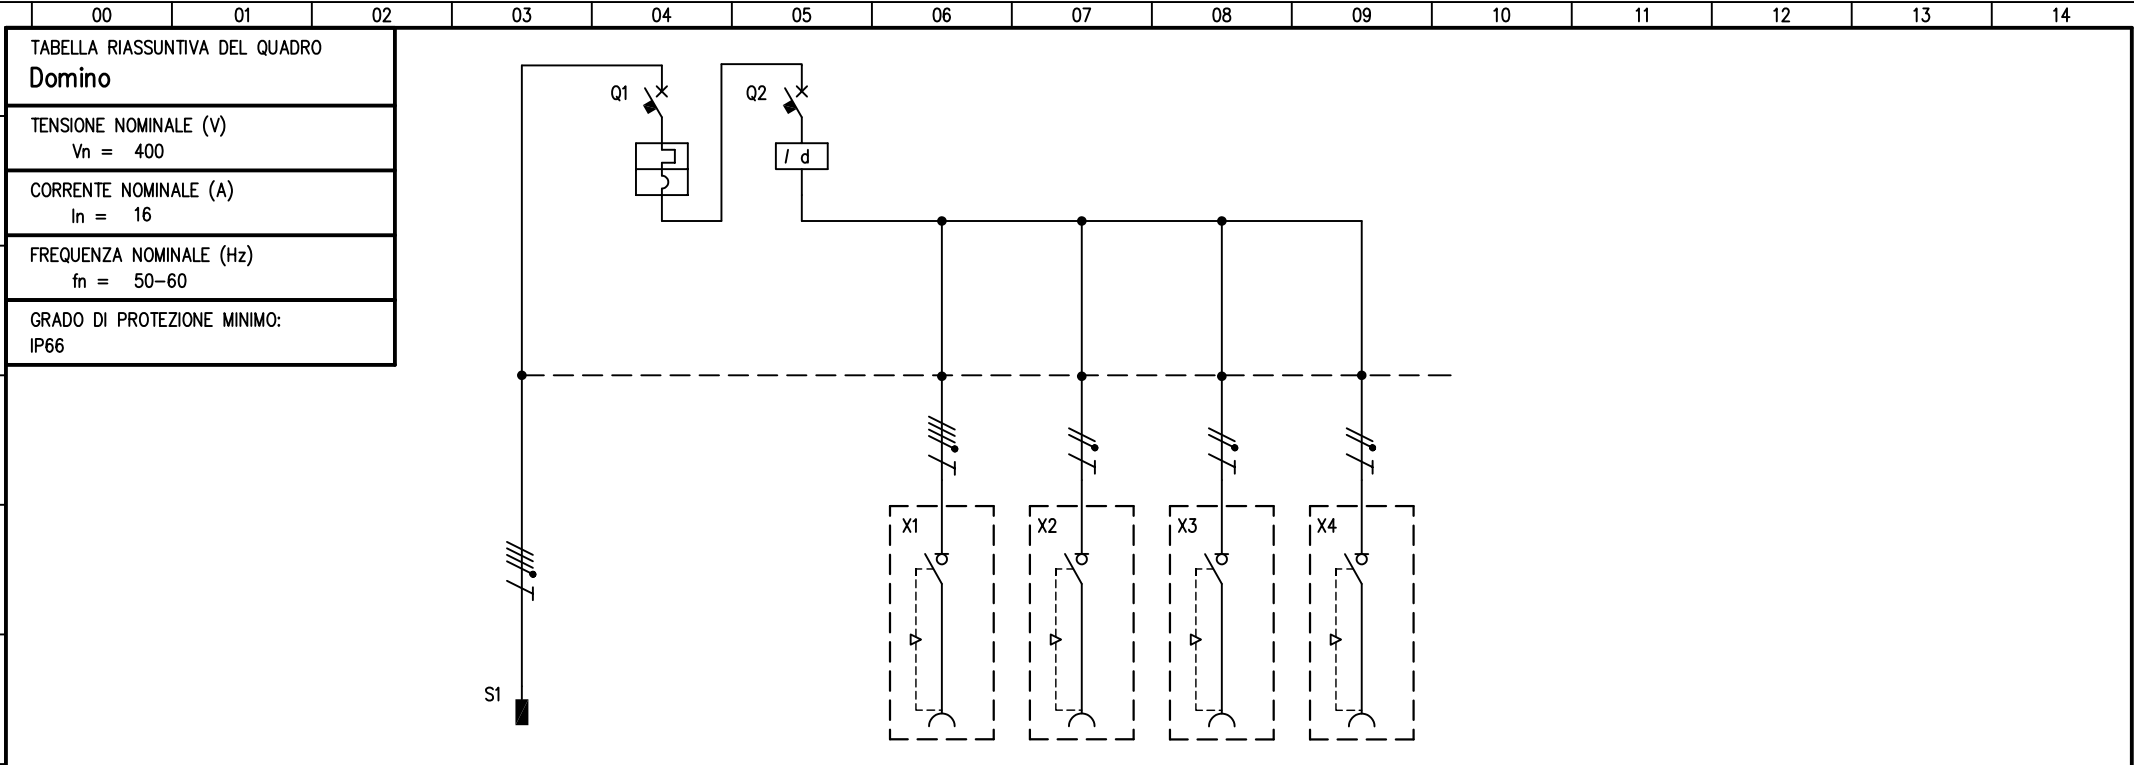 00 01 02 03 04 05 06 07 08 09 10 11 12 13 14
TABELLA RIASSUNTIVA DEL QUADRO
Domino
TENSIONE NOMINALE (V)
Vn = 400
CORRENTE NOMINALE (A)
In = 16
FREQUENZA NOMINALE (Hz)
fn = 50-60
GRADO DI PROTEZIONE MINIMO:
IP66
Q1 Q2
I d
X1 X2 X3 X4
S1